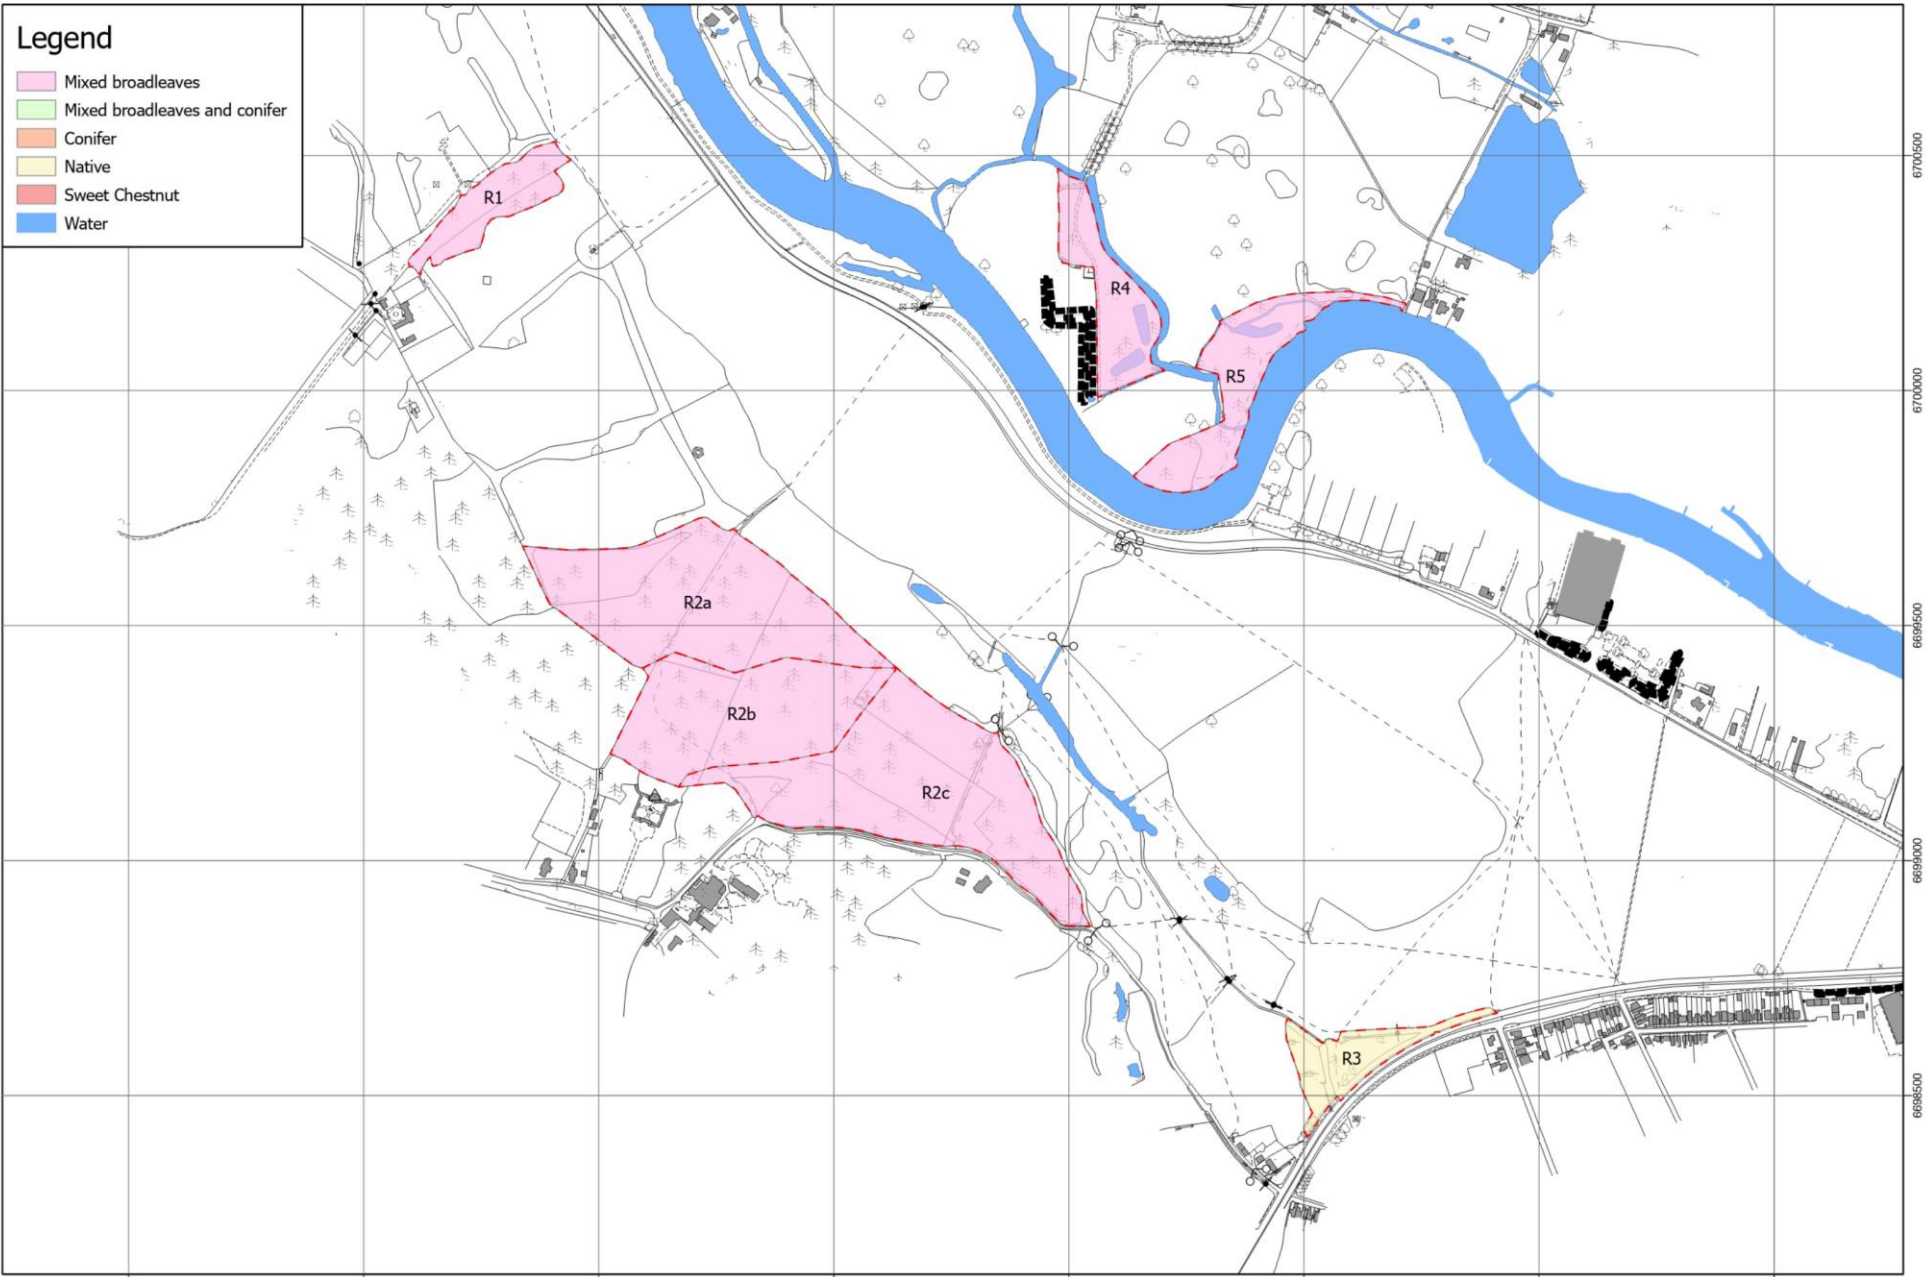 Legend
Mixed broadleaves
Mixed broadleaves and conifer
Conifer
Native
Sweet Chestnut
Water
R1
6700500
R4
R5
6700000
R2a
6699500
R2b
R2c
6699000
R3
6698500